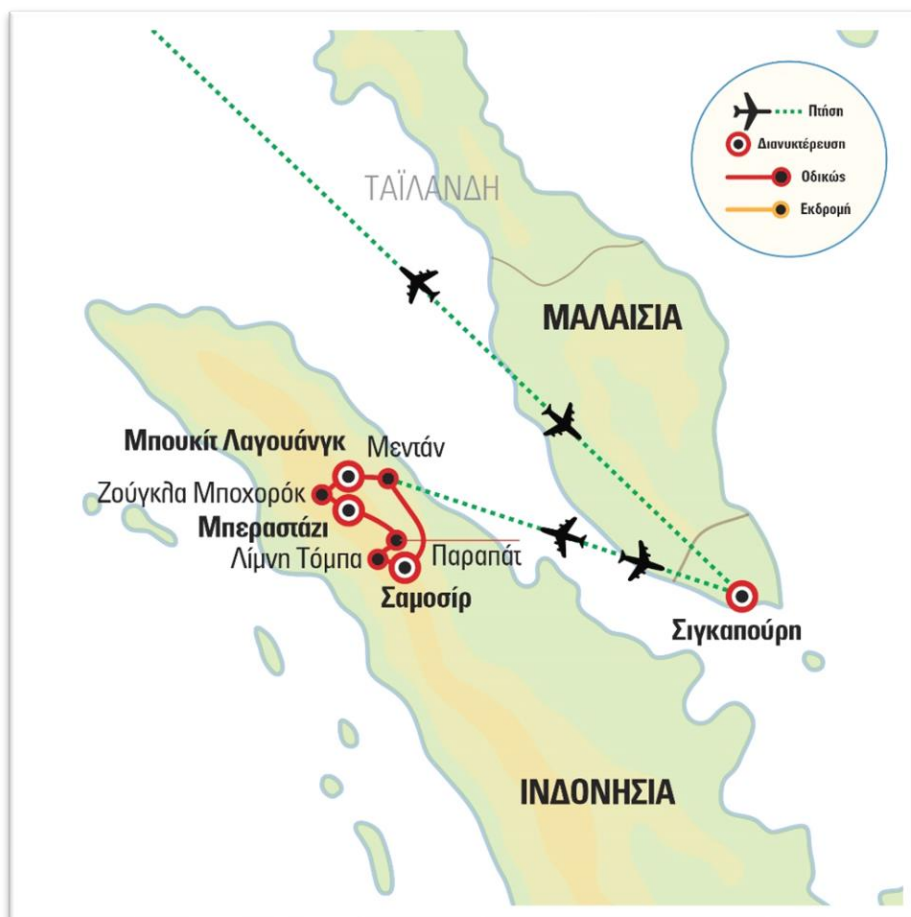 Πτήση
Διανυκτέρευση
Οδικώς
Εκδρομή
ΤΑΪΛΑΝΔΗ
ΜΑΛΑΙΣΙΑ
Μπουκίτ Λαγουάνγκ
Μεντάν
Ζούγκλα Μποχορόκ
Μπεραστάζι
Λίμνη Τόμπα
Παραπάτ
Σαμοσίρ
Σιγκαπούρη
ΙΝΔΟΝΗΣΙΑ